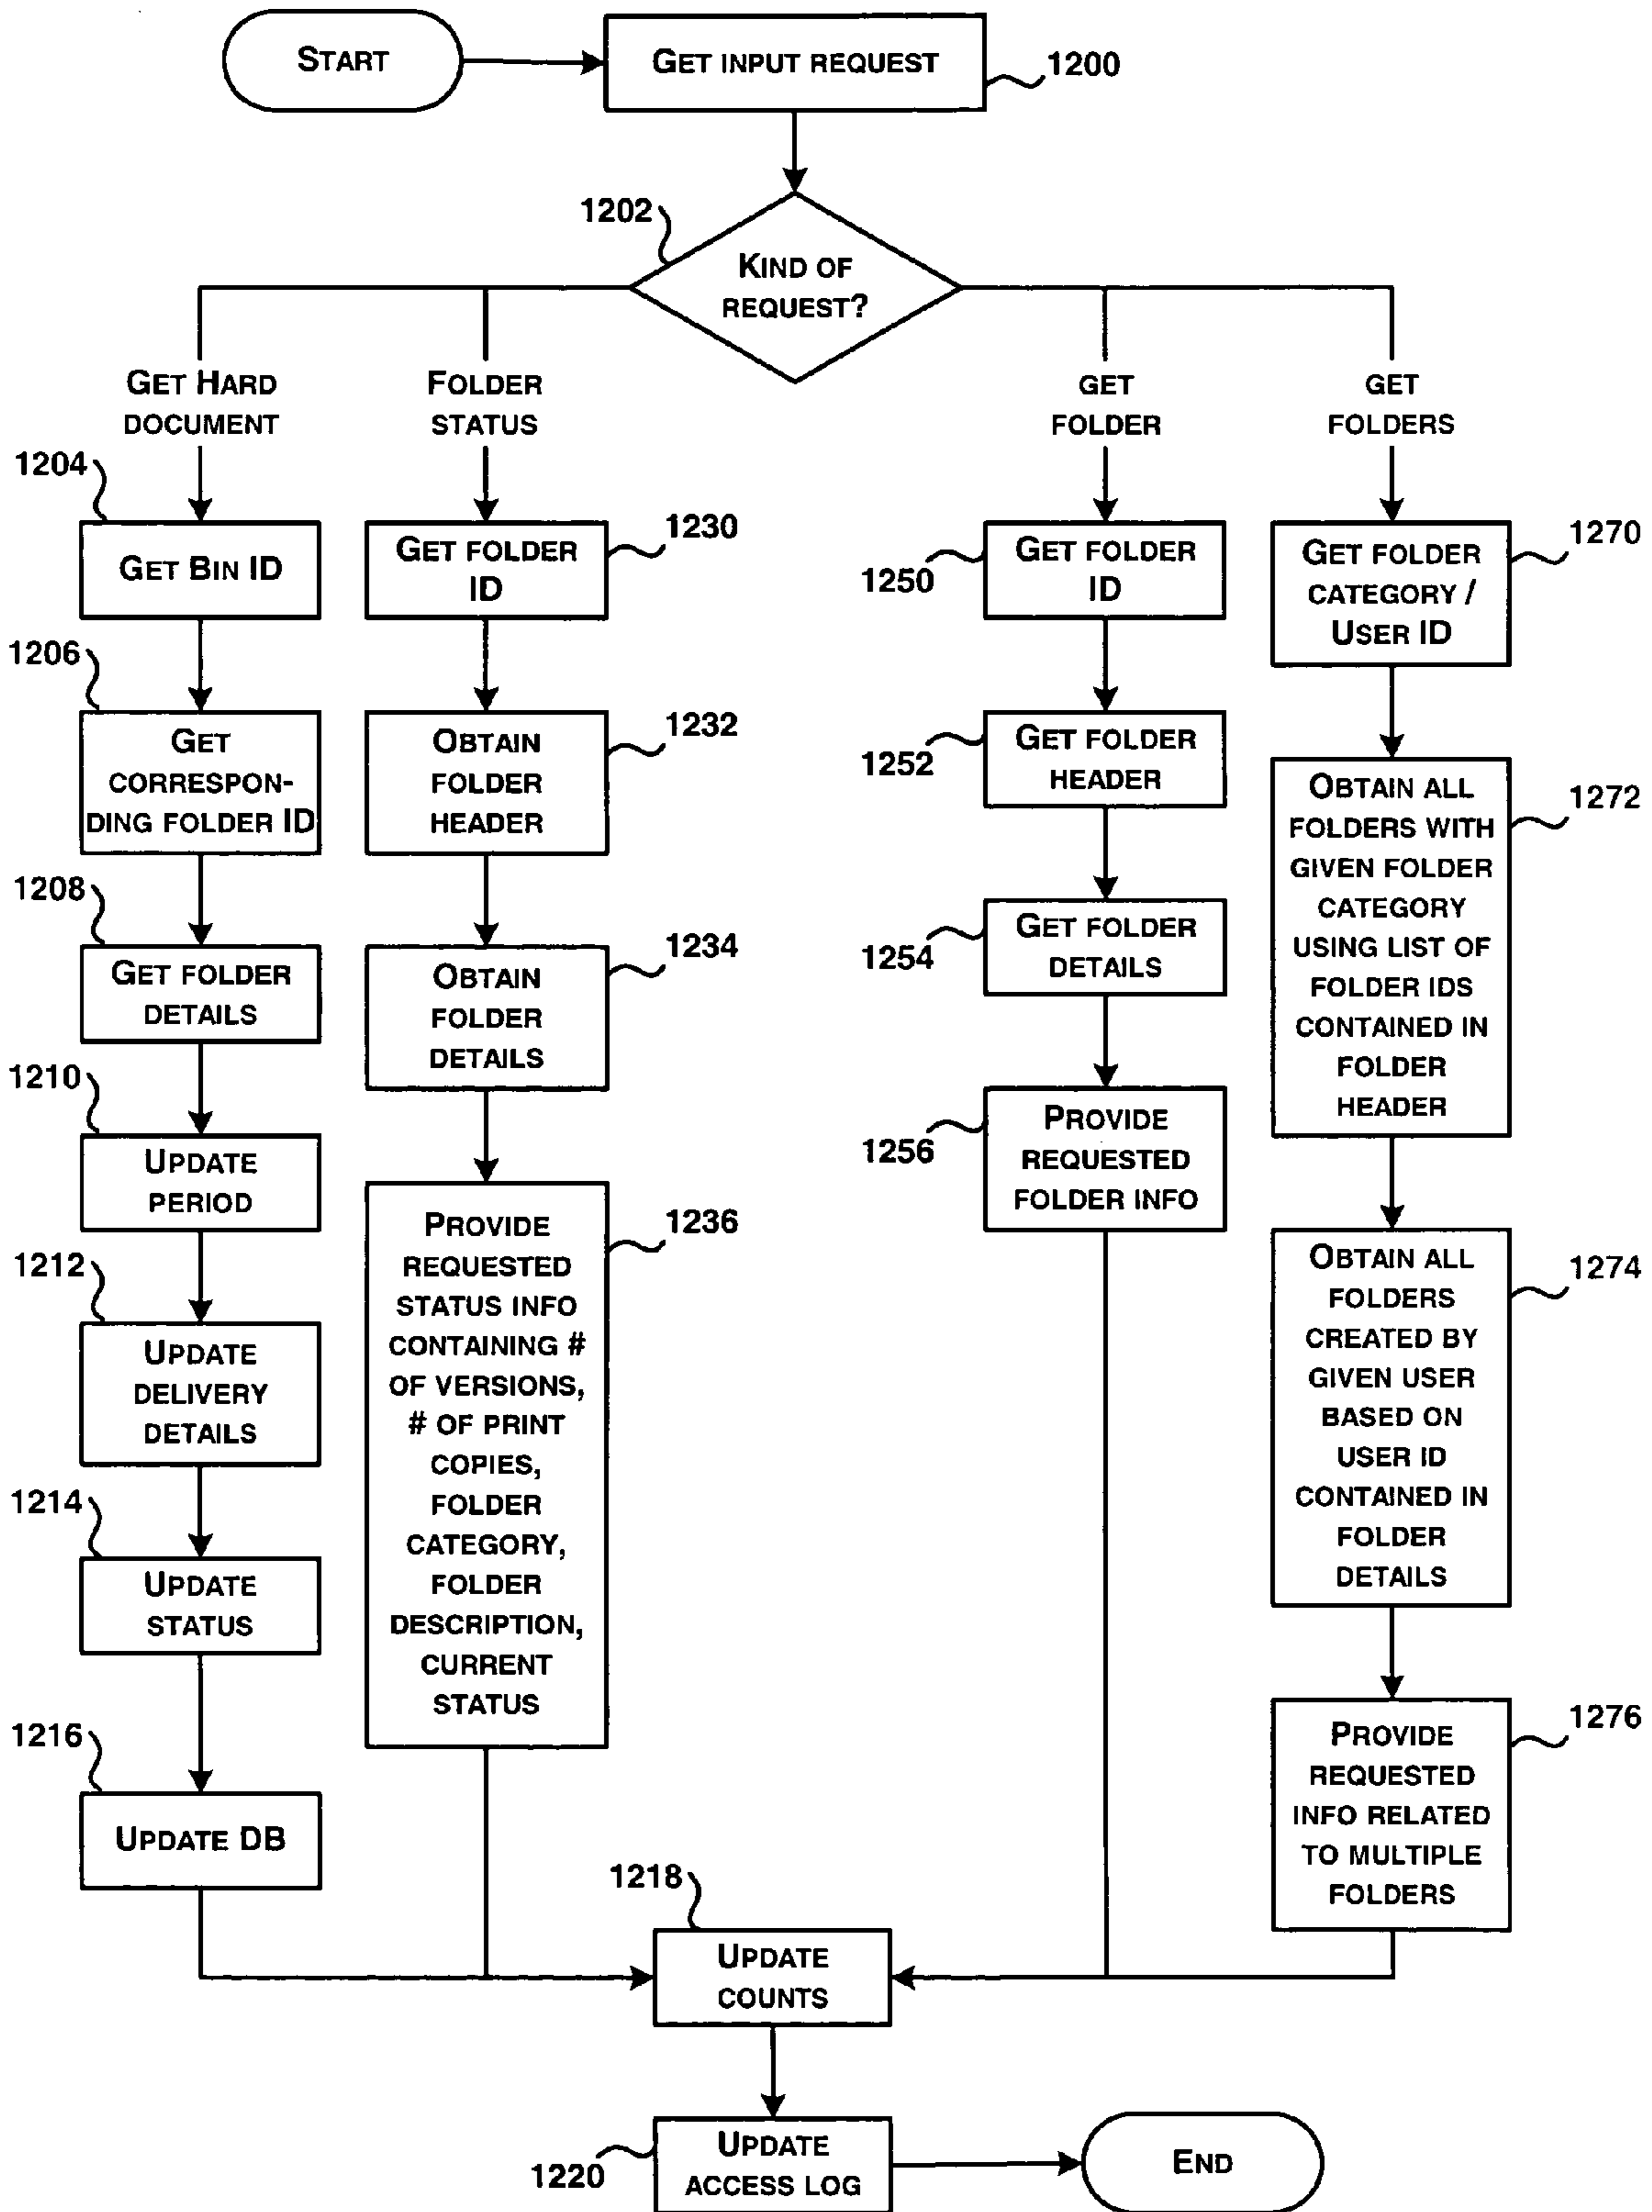 START
GET INPUT REQUEST
1200
1202
KIND OF
REQUEST?
GET HARD
DOCUMENT
1204
GET BIN ID
1206
GET
CORRESPON-
DING FOLDER ID
1208
GET FOLDER
DETAILS
1210
UPDATE
PERIOD
1212
UPDATE
DELIVERY
DETAILS
1214
UPDATE
STATUS
1216
UPDATE DB
FOLDER
STATUS
1230
GET FOLDER
ID
1232
OBTAIN
FOLDER
HEADER
1234
OBTAIN
FOLDER
DETAILS
1236
PROVIDE
REQUESTED
STATUS INFO
CONTAINING #
OF VERSIONS,
# OF PRINT
COPIES,
FOLDER
CATEGORY,
FOLDER
DESCRIPTION,
CURRENT
STATUS
GET
FOLDER
1250
GET FOLDER
ID
1252
GET FOLDER
HEADER
1254
GET FOLDER
DETAILS
1256
PROVIDE
REQUESTED
FOLDER INFO
GET
FOLDERS
1270
GET FOLDER
CATEGORY /
USER ID
1272
OBTAIN ALL
FOLDERS WITH
GIVEN FOLDER
CATEGORY
USING LIST OF
FOLDER IDS
CONTAINED IN
FOLDER
HEADER
1274
OBTAIN ALL
FOLDERS
CREATED BY
GIVEN USER
BASED ON
USER ID
CONTAINED IN
FOLDER
DETAILS
1276
PROVIDE
REQUESTED
INFO RELATED
TO MULTIPLE
FOLDERS
1218
UPDATE
COUNTS
1220
UPDATE
ACCESS LOG
END